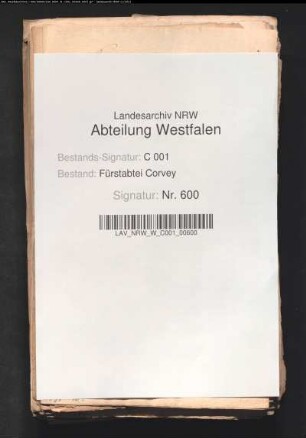 Landesarchiv NRW
Abteilung Westfalen
Bestands-Signatur: C 001
Bestand: Fürstabtei Corvey
Signatur: Nr. 600
LAV_NRW_W_C001_00600